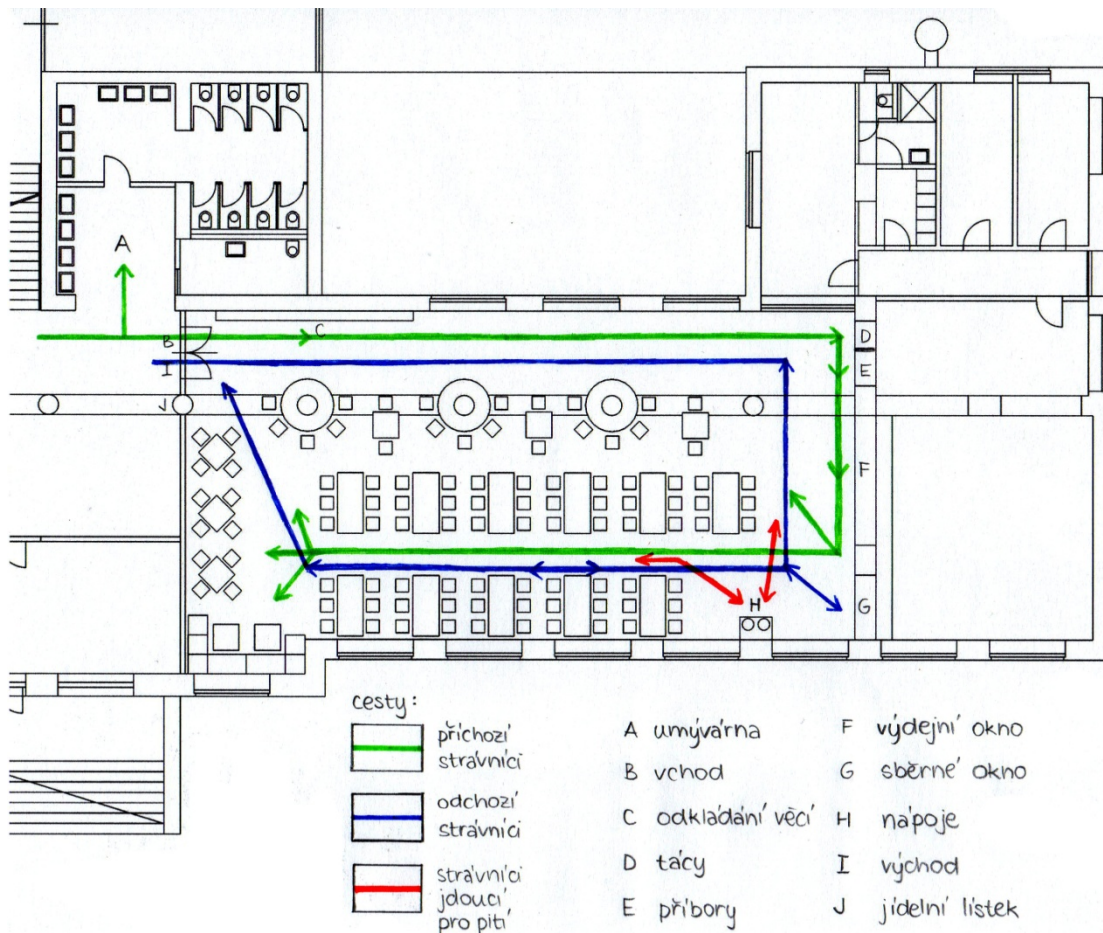 A
B
C
D
I
E
J
F
H
G
cesty:
příchozí
strávníci
odchozí
strávníci
strávníci
jdoucí
pro pití
A umývárna
B vchod
C odkládání věcí
D tácy
E příbory
F výdejní okno
G sběrné okno
H nápoje
I východ
J jídelní lístek